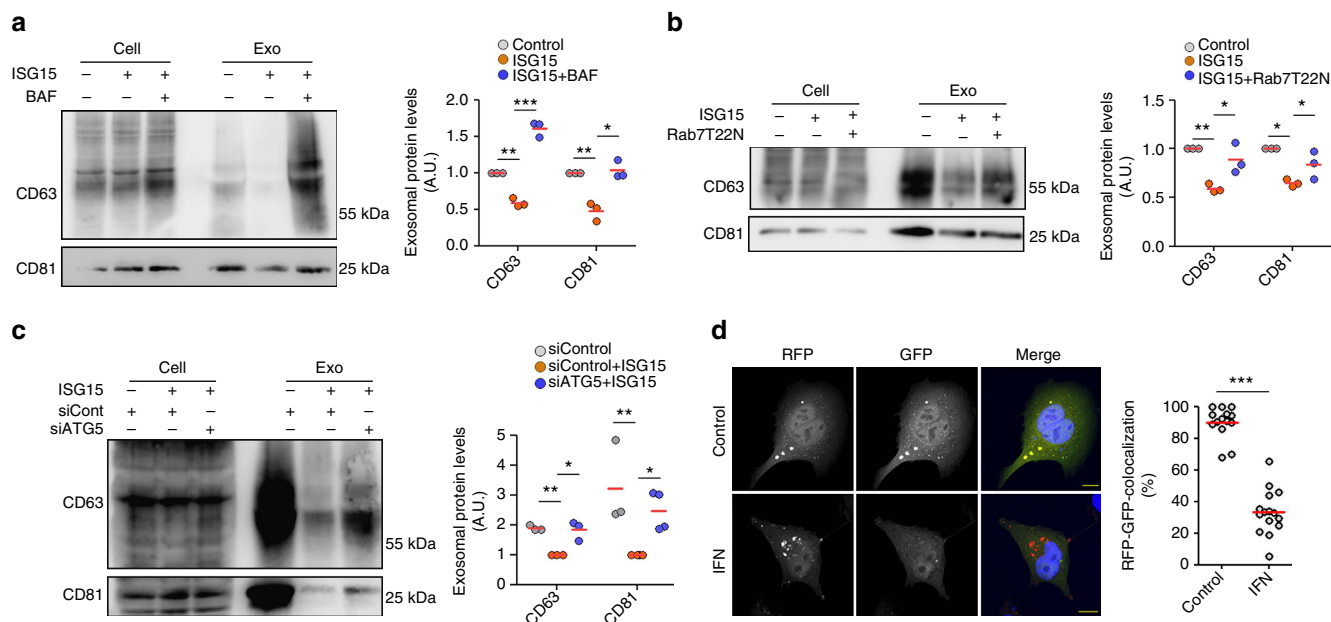 a
Cell Exo
ISG15 – + + – – + +
BAF – – + – – +
CD63
55 kDa
CD81
25 kDa
Control
ISG15
ISG15+BAF
Exosomal protein levels
(A.U.)
2.0
1.5
1.0
0.5
0.0
***
**
**
*
CD63
CD81
b
Cell Exo
ISG15 – + + – + +
Rab7T22N – – + – – +
CD63
55 kDa
CD81
25 kDa
Control
ISG15
ISG15+Rab7T22N
Exosomal protein levels
(A.U.)
1.5
1.0
0.5
0.0
**
*
*
*
CD63
CD81
c
Cell Exo
ISG15 – + + – + +
siCont + + – + + –
siATG5 – – + – – +
CD63
55 kDa
CD81
25 kDa
siControl
siControl+ISG15
siATG5+ISG15
Exosomal protein levels
(A.U.)
5
4
3
2
1
0
**
*
**
*
CD63
CD81
d
RFP GFP Merge
Control
IFN
RFP-GFP-colocalization
(%)
100
80
60
40
20
0
***
Control
IFN